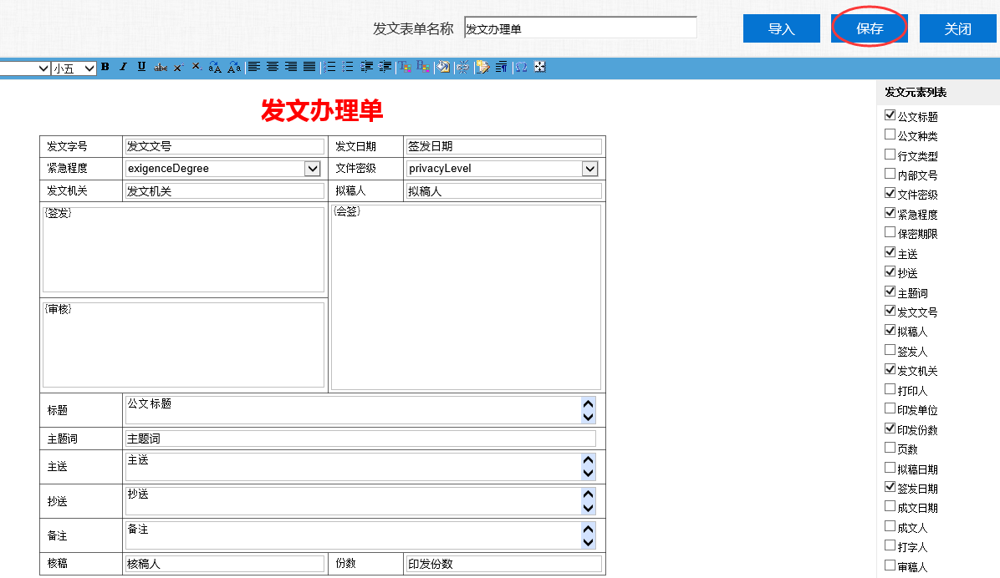 发文表单名称 发文办理单 导入 保存 关闭
小五
发文元素列表
发文办理单
发文字号 发文文号 发文日期 签发日期
紧急程度 exigenceDegree 文件密级 privacyLevel
发文机关 发文机关 拟稿人 拟稿人
{签发} {会签}
{审核}
标题 公文标题
主题词 主题词
主送 主送
抄送 抄送
备注 备注
核稿 核稿人 份数 印发份数
公文标题
公文种类
行文类型
内部文号
文件密级
紧急程度
保密期限
主送
抄送
主题词
发文文号
拟稿人
签发人
发文机关
打印人
印发单位
印发份数
页数
拟稿日期
签发日期
成文日期
成文人
打字人
审稿人